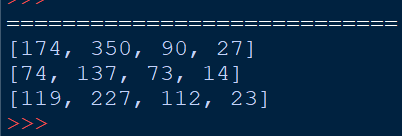 >>>
============================
[174, 350, 90, 27]
[74, 137, 73, 14]
[119, 227, 112, 23]
>>>